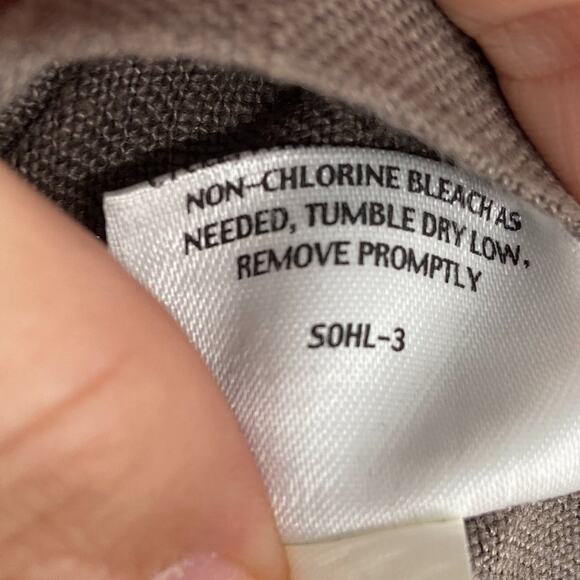 NON-CHLORINE BLEACH AS
NEEDED, TUMBLE DRY LOW,
REMOVE PROMPTLY
SOHL-3